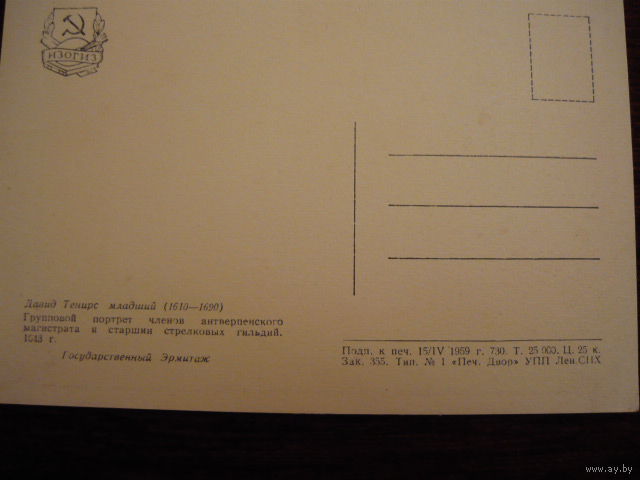 ИЗОГИЗ
Давид Тенирс младший (1610—1690)
Групповой портрет членов антверпенского
магистрата и старшин стрелковых гильдий.
1643 г.
Государственный Эрмитаж
Подп. к печ. 15/IV 1959 г. 730. Т. 25 000. Ц. 25 к.
Зак. 355. Тип. № 1 «Печ. Двор» УПП Лен.СНХ
www.ay.by